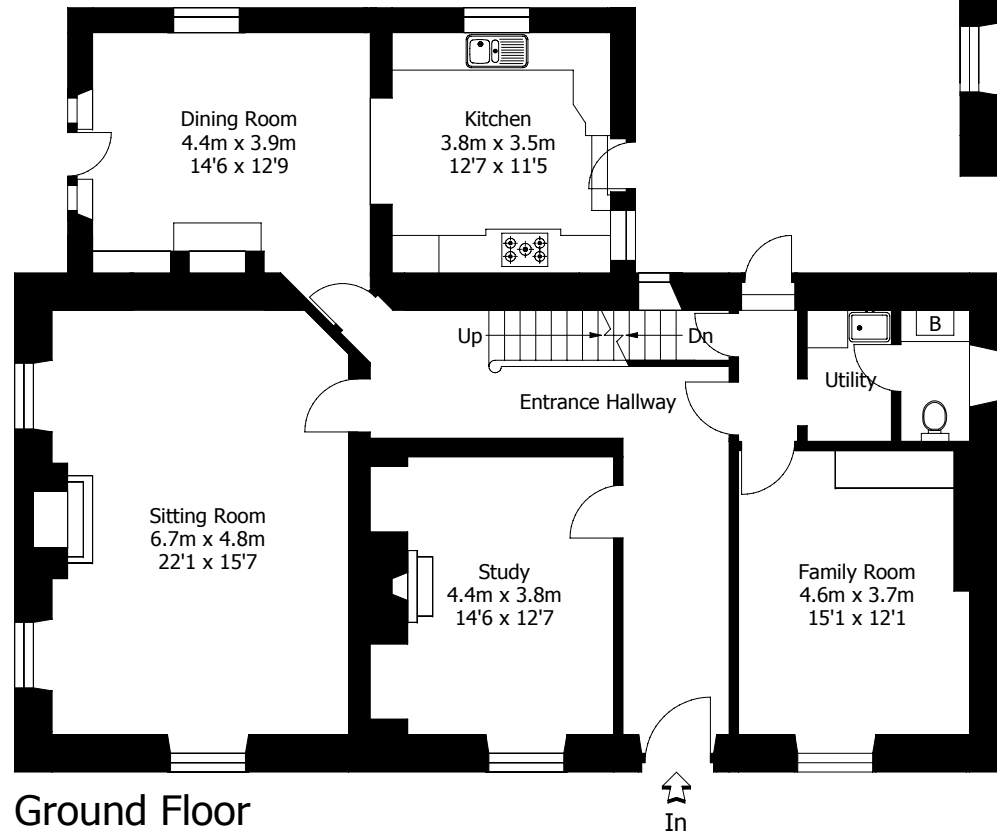 Dining Room
4.4m x 3.9m
14'6 x 12'9
Kitchen
3.8m x 3.5m
12'7 x 11'5
Up
Dn
B
Utility
Entrance Hallway
Sitting Room
6.7m x 4.8m
22'1 x 15'7
Study
4.4m x 3.8m
14'6 x 12'7
Family Room
4.6m x 3.7m
15'1 x 12'1
Ground Floor
In